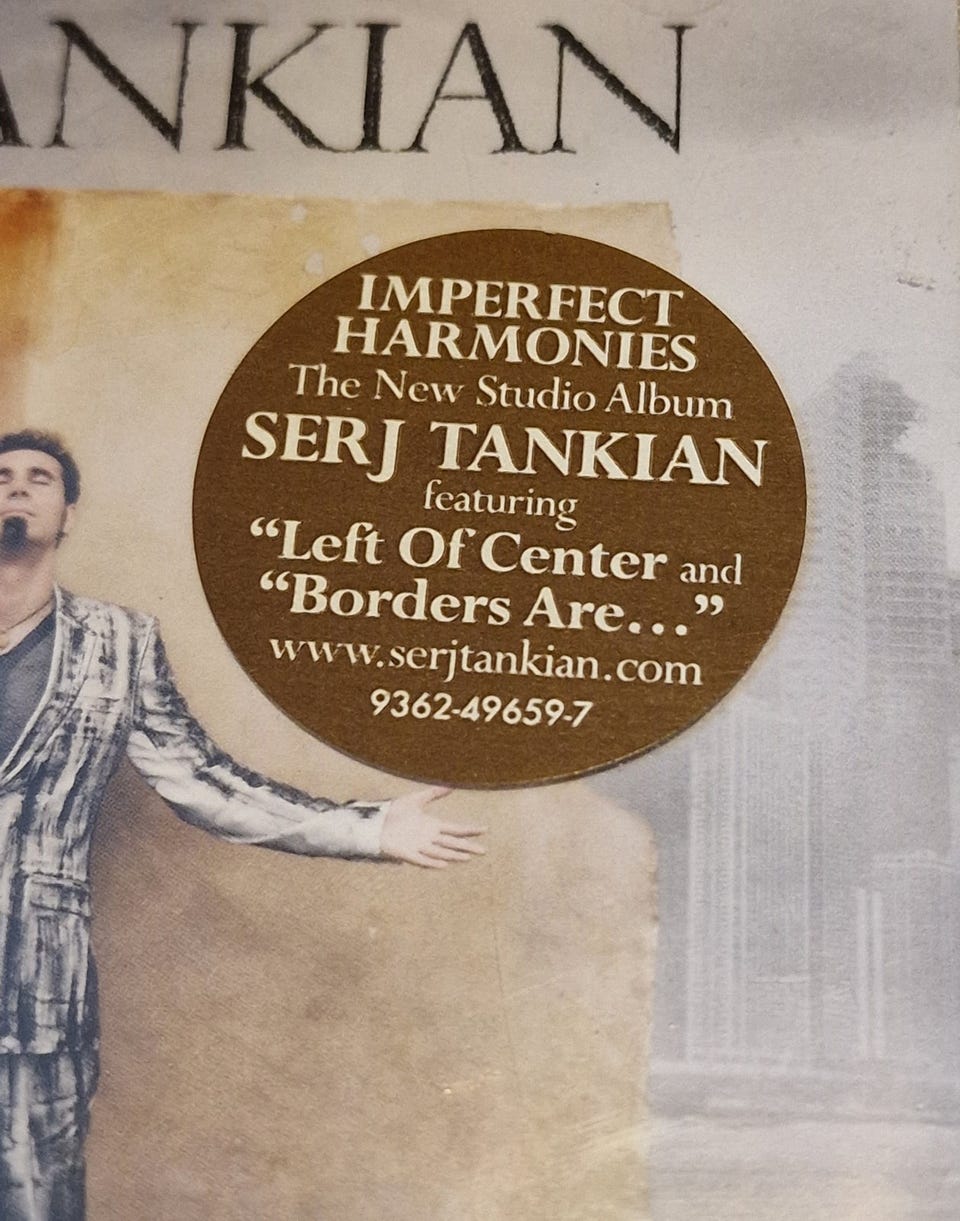 ANKIAN
IMPERFECT
HARMONIES
The New Studio Album
SERJ TANKIAN
featuring
“Left Of Center and
“Borders Are...”
www.serjtankian.com
9362-49659-7